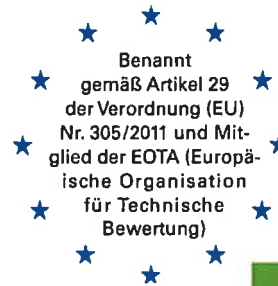 Benannt
gemäß Artikel 29
der Verordnung (EU)
Nr. 305/2011 und Mit-
glied der EOTA (Europä-
ische Organisation
für Technische
Bewertung)